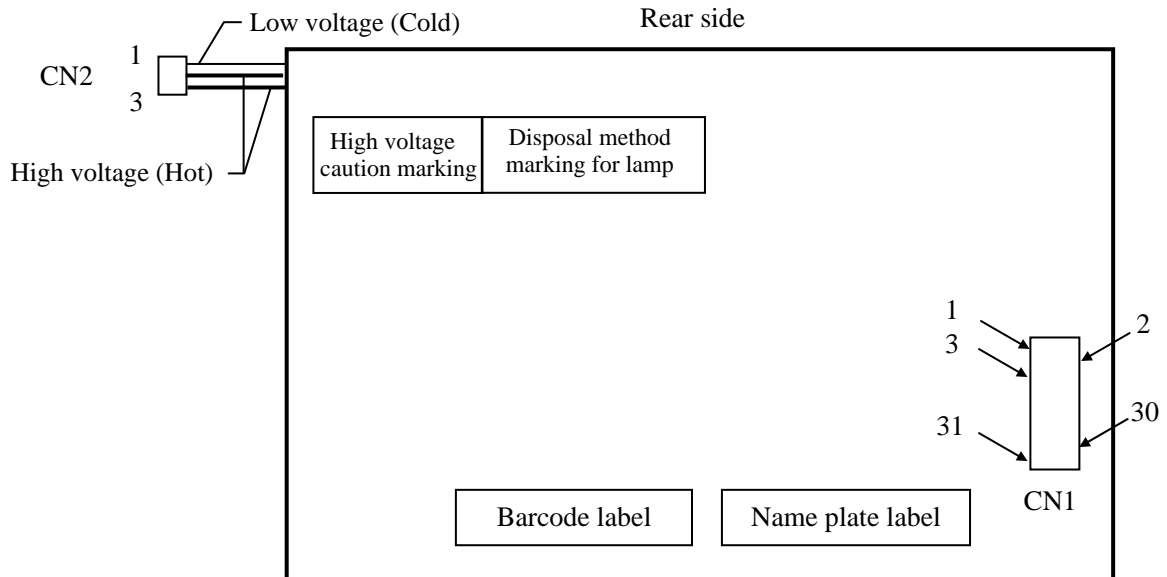 Rear side
Low voltage (Cold)
1
CN2
3
High voltage (Hot)
High voltage
caution marking
Disposal method
marking for lamp
1
2
3
31
30
CN1
Barcode label
Name plate label